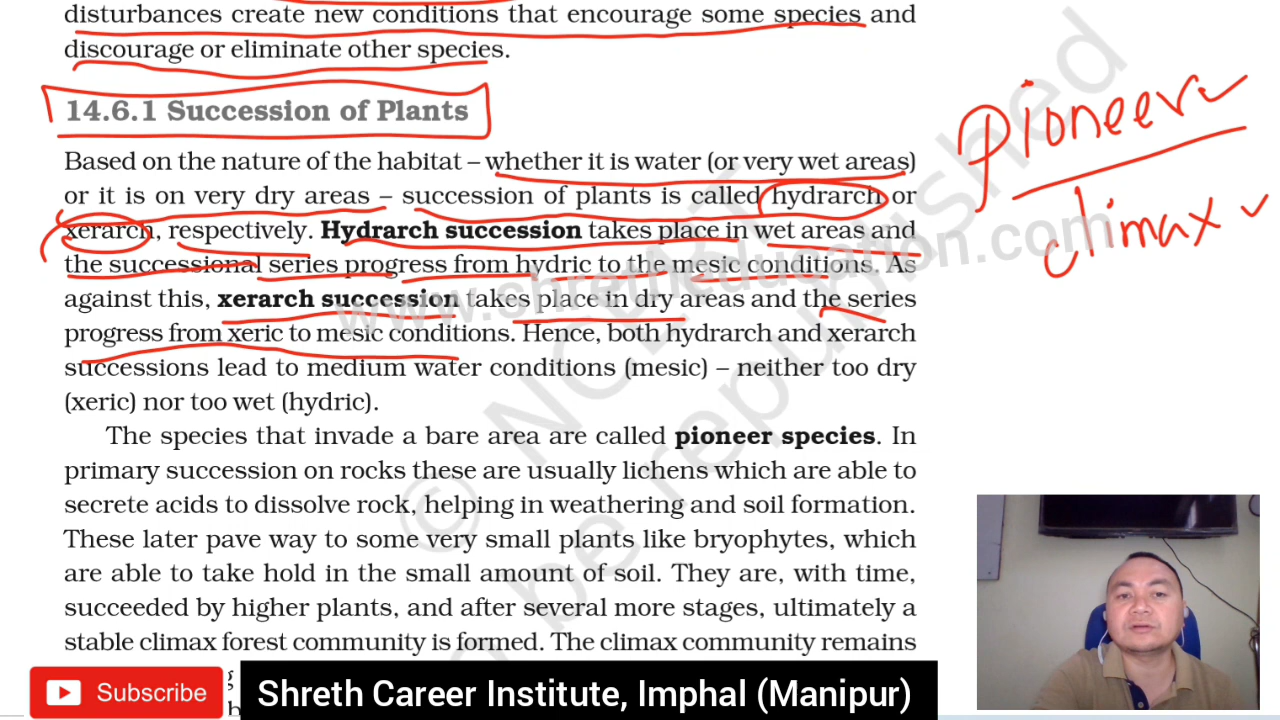 disturbances create new conditions that encourage some species and
discourage or eliminate other species.
14.6.1 Succession of Plants
Based on the nature of the habitat – whether it is water (or very wet areas)
or it is on very dry areas – succession of plants is called hydrarch or
xerarch, respectively. Hydrarch succession takes place in wet areas and
the successional series progress from hydric to the mesic conditions. As
against this, xerarch succession takes place in dry areas and the series
progress from xeric to mesic conditions. Hence, both hydrarch and xerarch
successions lead to medium water conditions (mesic) – neither too dry
(xeric) nor too wet (hydric).
The species that invade a bare area are called pioneer species. In
primary succession on rocks these are usually lichens which are able to
secrete acids to dissolve rock, helping in weathering and soil formation.
These later pave way to some very small plants like bryophytes, which
are able to take hold in the small amount of soil. They are, with time,
succeeded by higher plants, and after several more stages, ultimately a
stable climax forest community is formed. The climax community remains
Pioneer
climax
www.shretheducation.com
© NCERT
be republished
Subscribe
Shreth Career Institute, Imphal (Manipur)